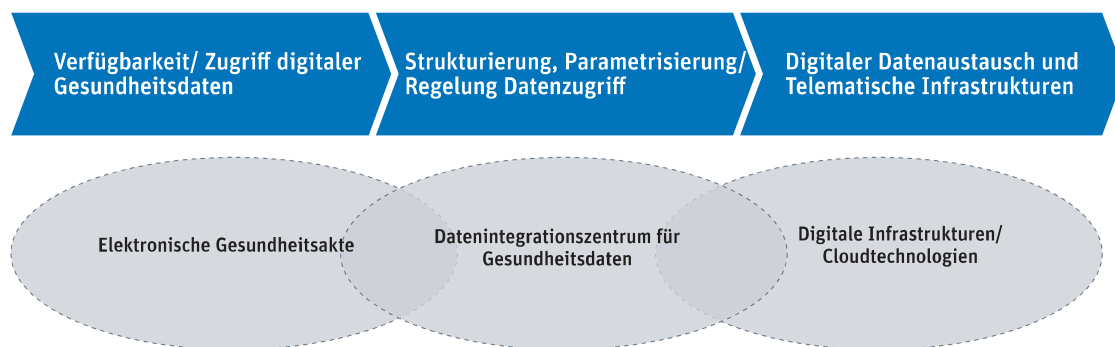 Verfügbarkeit/ Zugriff digitaler
Gesundheitsdaten
Strukturierung, Parametrisierung/
Regelung Datenzugriff
Digitaler Datenaustausch und
Telematische Infrastrukturen
Elektronische Gesundheitsakte
Datenintegrationszentrum für
Gesundheitsdaten
Digitale Infrastrukturen/
Cloudtechnologien